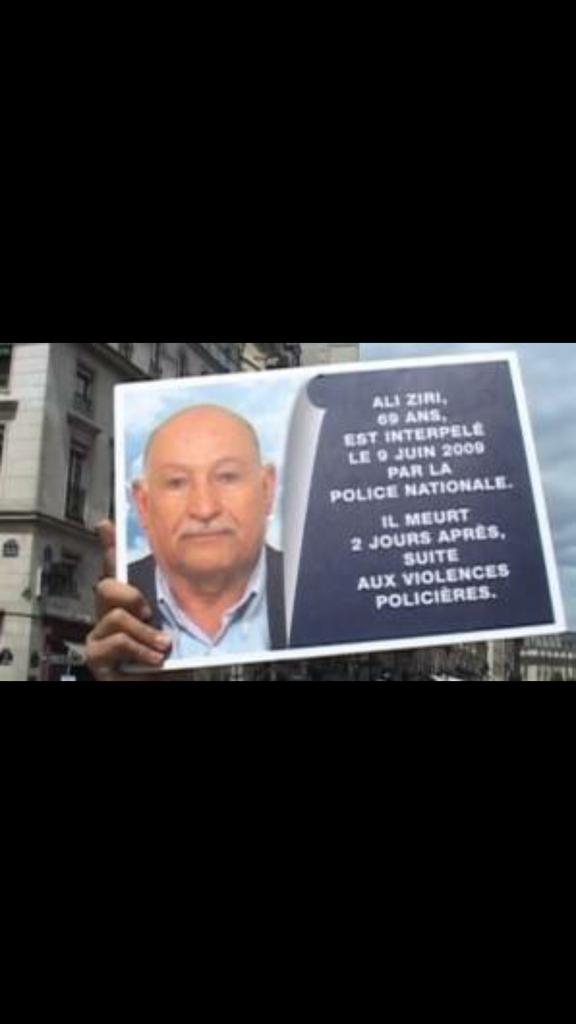 ALI ZIRI,
69 ANS,
EST INTERPELÉ
LE 9 JUIN 2009
PAR LA
POLICE NATIONALE.
IL MEURT
2 JOURS APRÈS,
SUITE
AUX VIOLENCES
POLICIÈRES.